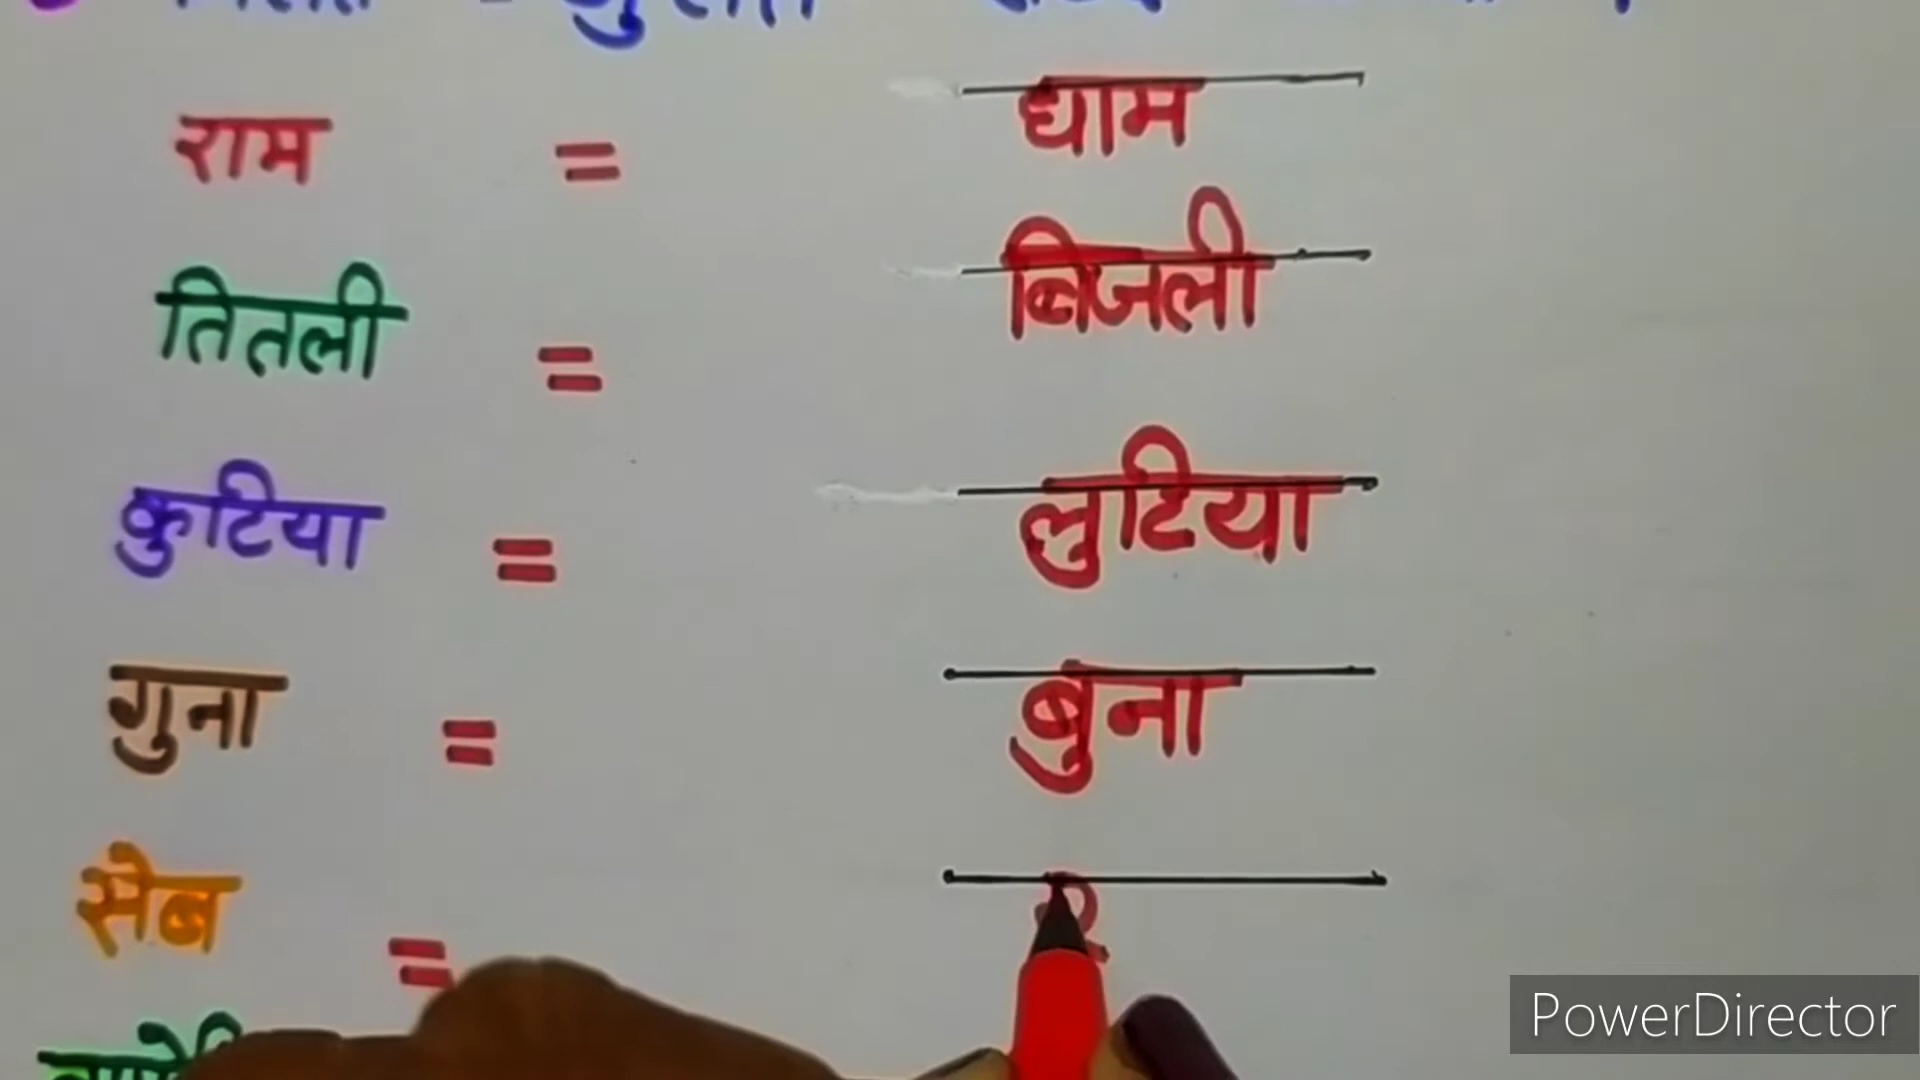 राम = धाम
तितली = बिजली
कुटिया = लुटिया
गुना = बुना
सेब =
PowerDirector